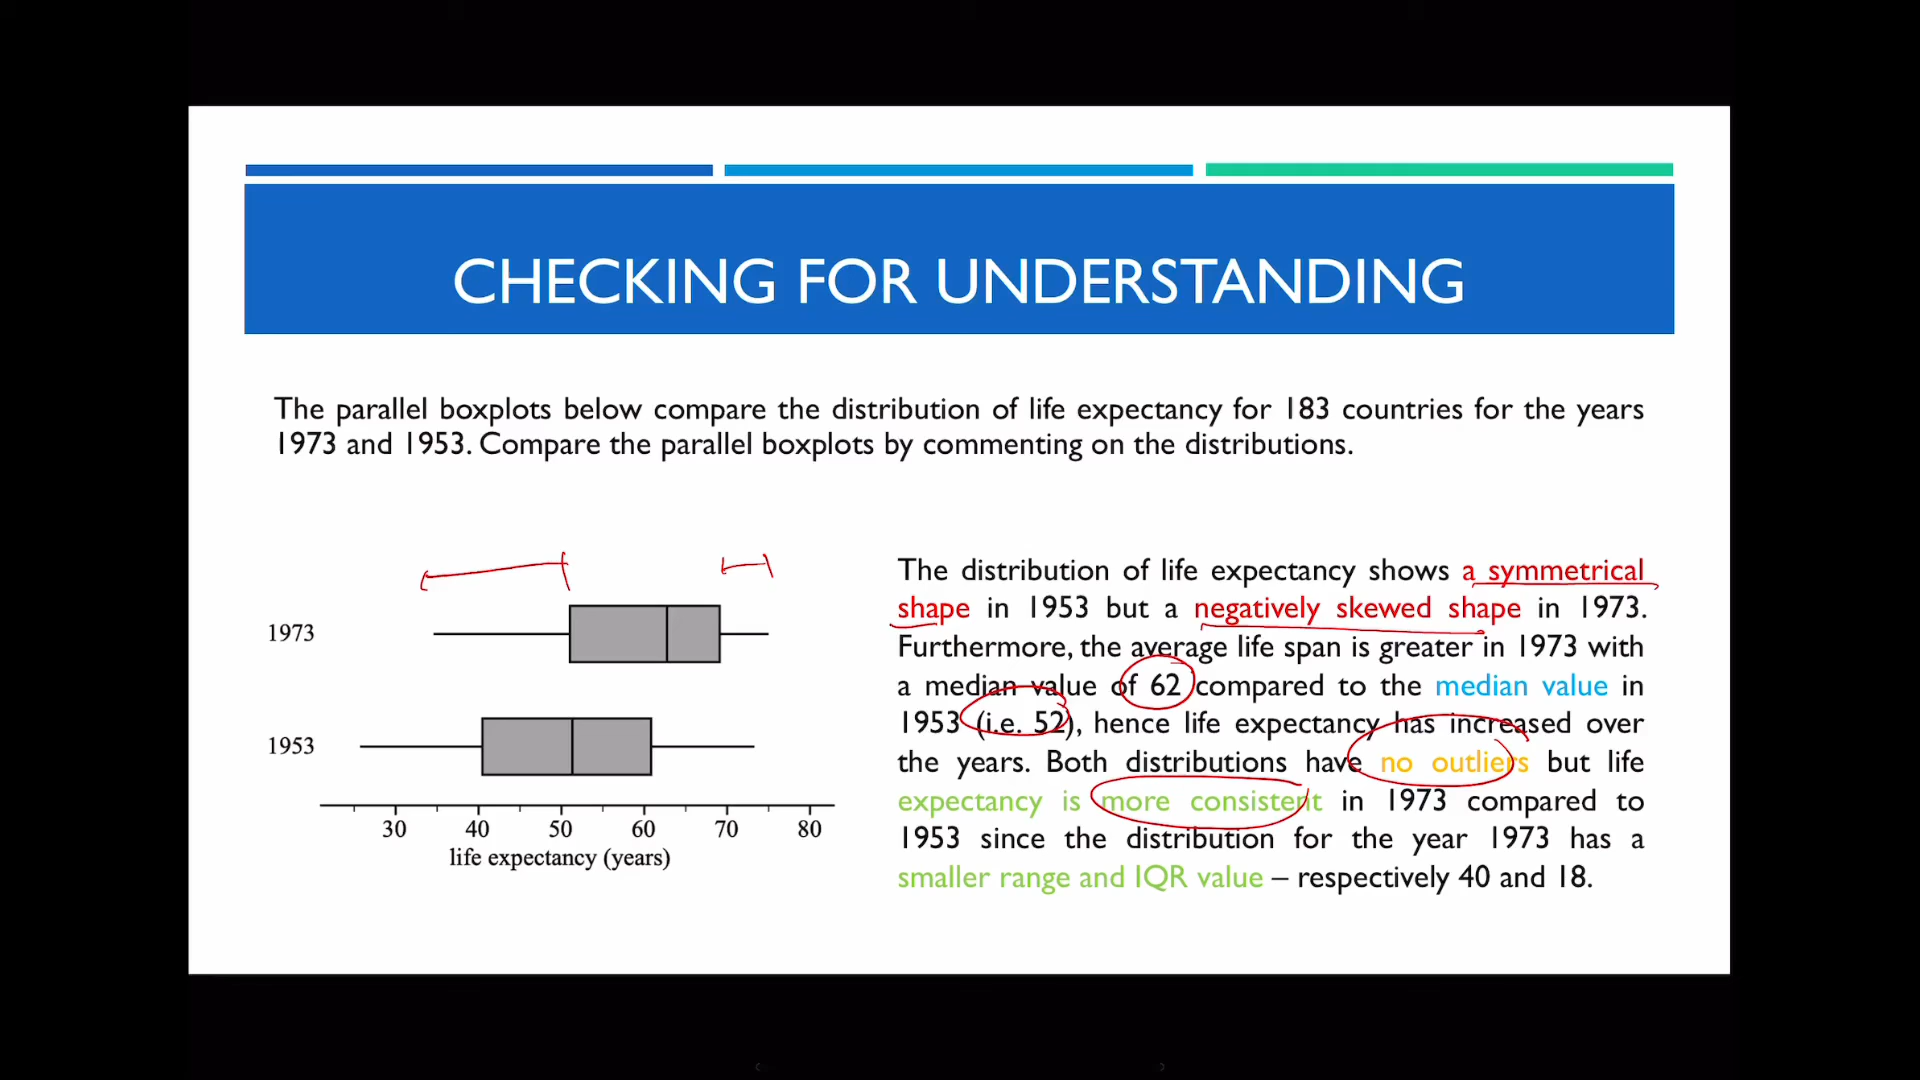 CHECKING FOR UNDERSTANDING
The parallel boxplots below compare the distribution of life expectancy for 183 countries for the years
1973 and 1953. Compare the parallel boxplots by commenting on the distributions.
1973
1953
30 40 50 60 70 80
life expectancy (years)
The distribution of life expectancy shows a symmetrical
shape in 1953 but a negatively skewed shape in 1973.
Furthermore, the average life span is greater in 1973 with
a median value of 62 compared to the median value in
1953 (i.e. 52), hence life expectancy has increased over
the years. Both distributions have no outliers but life
expectancy is more consistent in 1973 compared to
1953 since the distribution for the year 1973 has a
smaller range and IQR value – respectively 40 and 18.